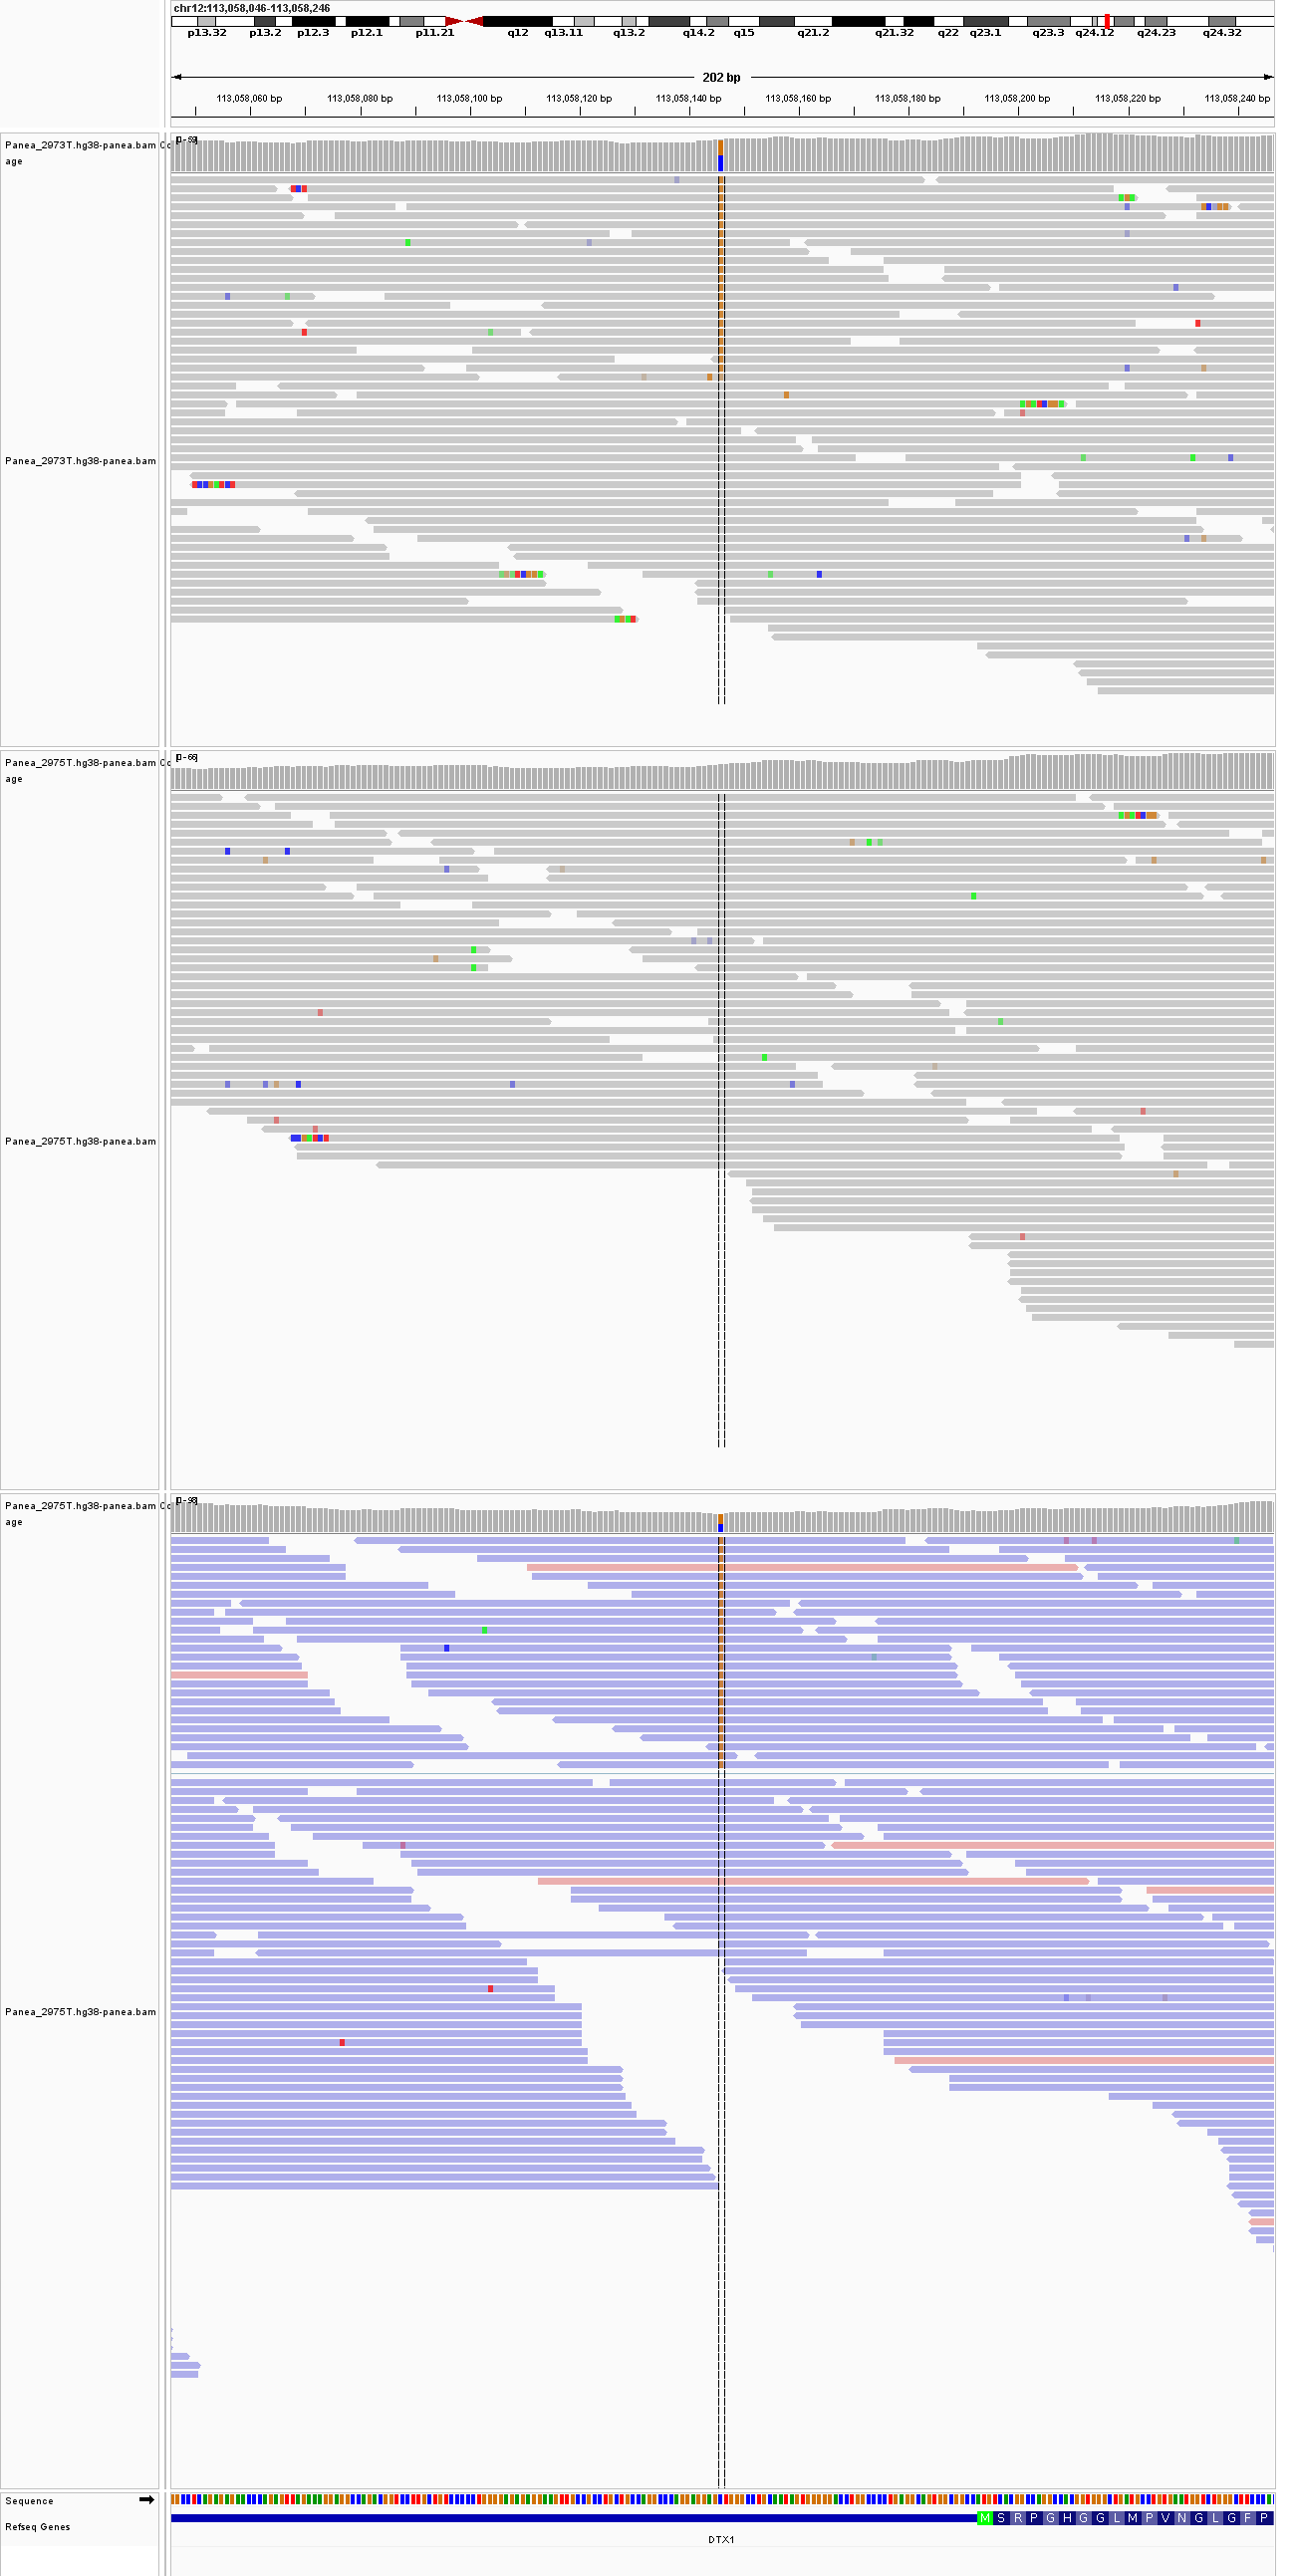 chr12:113,058,046-113,058,246
p13.32 p13.2 p12.3 p12.1 p11.21 q12 q13.11 q13.2 q14.2 q15 q21.2 q21.32 q22 q23.1 q23.3 q24.12 q24.23 q24.32
202 bp
113,058,060 bp 113,058,080 bp 113,058,100 bp 113,058,120 bp 113,058,140 bp 113,058,160 bp 113,058,180 bp 113,058,200 bp 113,058,220 bp 113,058,240 bp
Panea_2973T.hg38-panea.bam Co
age
Panea_2973T.hg38-panea.bam
Panea_2975T.hg38-panea.bam Co
age
[0 - 66]
Panea_2975T.hg38-panea.bam
Panea_2975T.hg38-panea.bam Co
age
[0 - 98]
Panea_2975T.hg38-panea.bam
Sequence
Refseq Genes
M S R P G H G G L M P V N G L G F P
DTX1